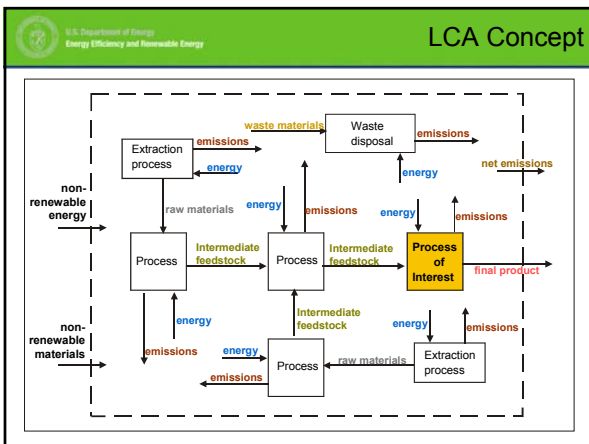 U.S. Department of Energy
Energy Efficiency and Renewable Energy
LCA Concept
waste materials
Waste
disposal
emissions
Extraction
process
emissions
energy
energy
net emissions
non-
renewable
energy
raw materials
energy
emissions
energy
emissions
Process
Intermediate
feedstock
Process
Intermediate
feedstock
Process
of
Interest
final product
energy
emissions
Intermediate
feedstock
energy
emissions
non-
renewable
materials
energy
emissions
Process
raw materials
Extraction
process